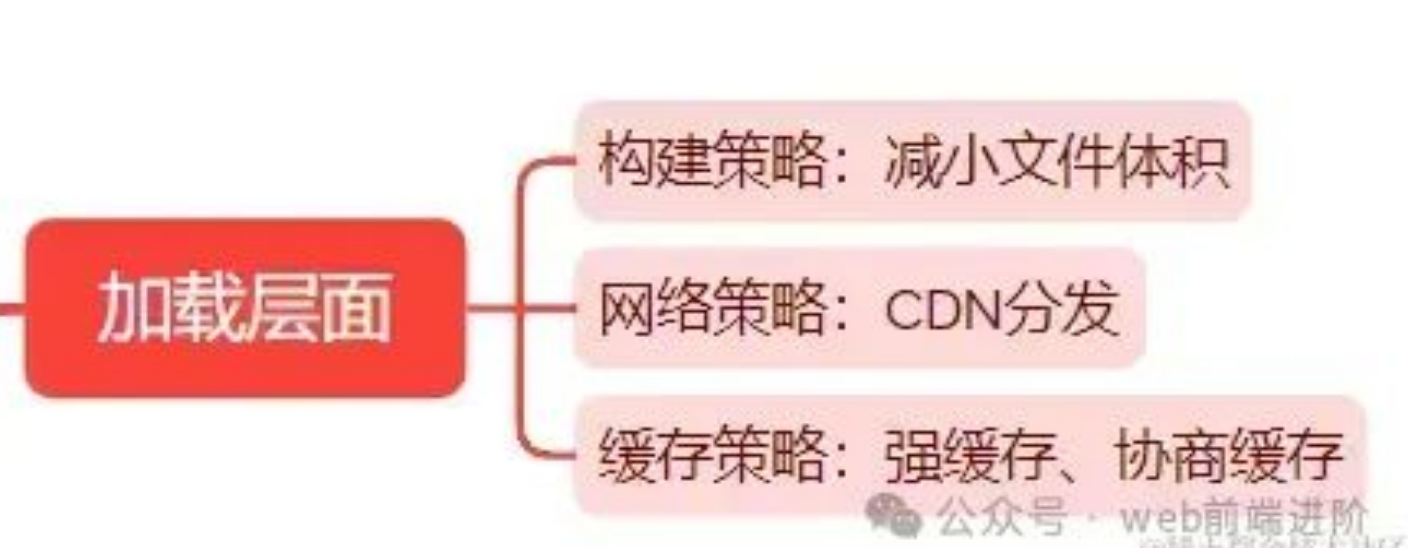 构建策略：减小文件体积
加载层面
网络策略：CDN分发
缓存策略：强缓存、协商缓存
公众号 · web前端进阶